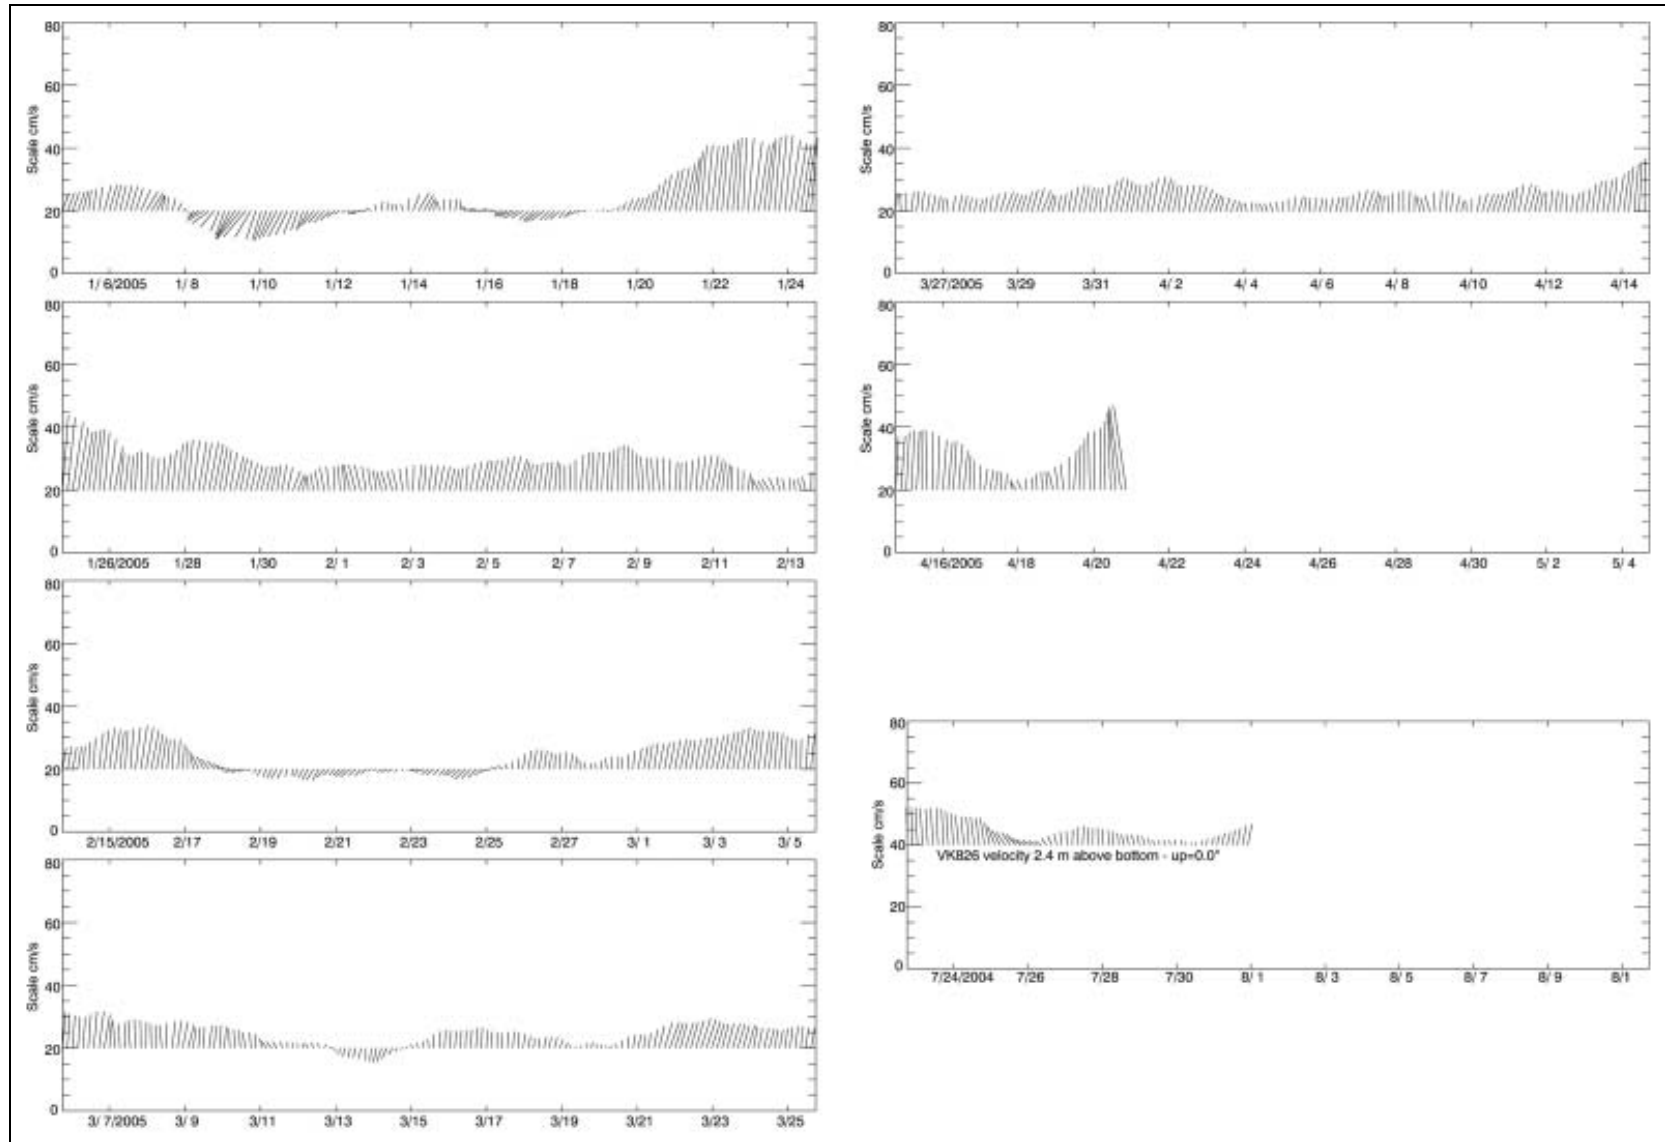 80
60
Scale cm/s
40
20
0
1/ 6/2005 1/ 8 1/10 1/12 1/14 1/16 1/18 1/20 1/22 1/24
80
60
Scale cm/s
40
20
0
1/26/2005 1/28 1/30 2/ 1 2/ 3 2/ 5 2/ 7 2/ 9 2/11 2/13
80
60
Scale cm/s
40
20
0
2/15/2005 2/17 2/19 2/21 2/23 2/25 2/27 3/ 1 3/ 3 3/ 5
80
60
Scale cm/s
40
20
0
3/ 7/2005 3/ 9 3/11 3/13 3/15 3/17 3/19 3/21 3/23 3/25
80
60
Scale cm/s
40
20
0
3/27/2005 3/29 3/31 4/ 2 4/ 4 4/ 6 4/ 8 4/10 4/12 4/14
80
60
Scale cm/s
40
20
0
4/16/2005 4/18 4/20 4/22 4/24 4/26 4/28 4/30 5/ 2 5/ 4
80
60
Scale cm/s
40
VK826 velocity 2.4 m above bottom - up=0.0°
20
0
7/24/2004 7/26 7/28 7/30 8/ 1 8/ 3 8/ 5 8/ 7 8/ 9 8/1